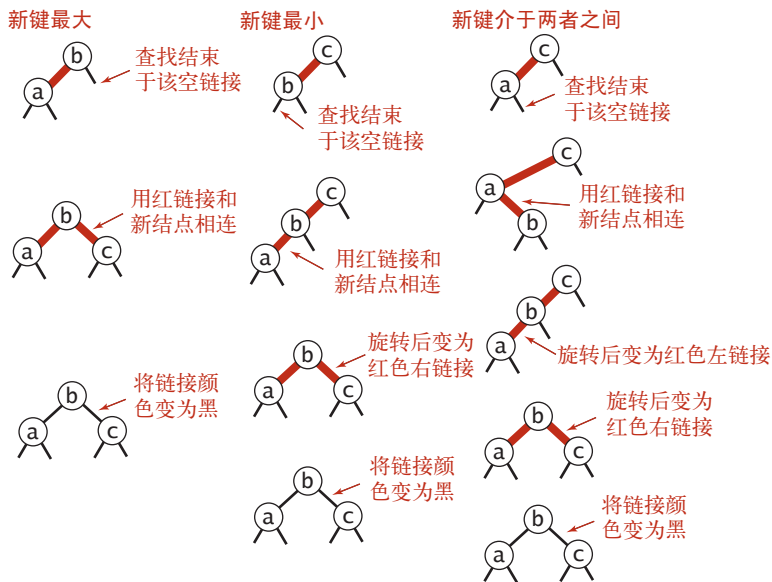 新键最大
b
a
查找结束
于该空链接
b
a
c
用红链接和
新结点相连
b
a
c
将链接颜
色变为黑
新键最小
c
b
查找结束
于该空链接
c
b
a
用红链接和
新结点相连
b
a
c
旋转后变为
红色右链接
b
a
c
将链接颜
色变为黑
新键介于两者之间
c
a
查找结束
于该空链接
c
a
b
用红链接和
新结点相连
c
b
a
旋转后变为红色左链接
b
a
c
旋转后变为
红色右链接
b
a
c
将链接颜
色变为黑